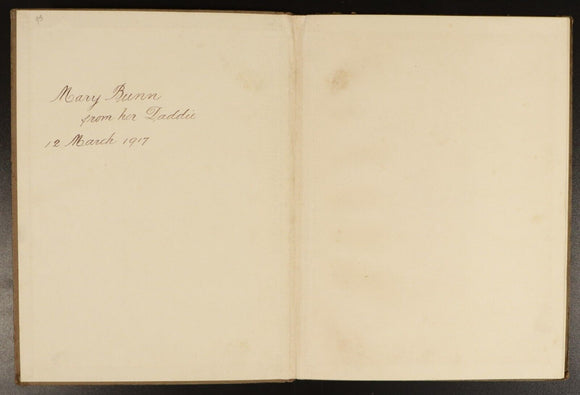 Mary Bunn
from her Daddie
12 March 1917